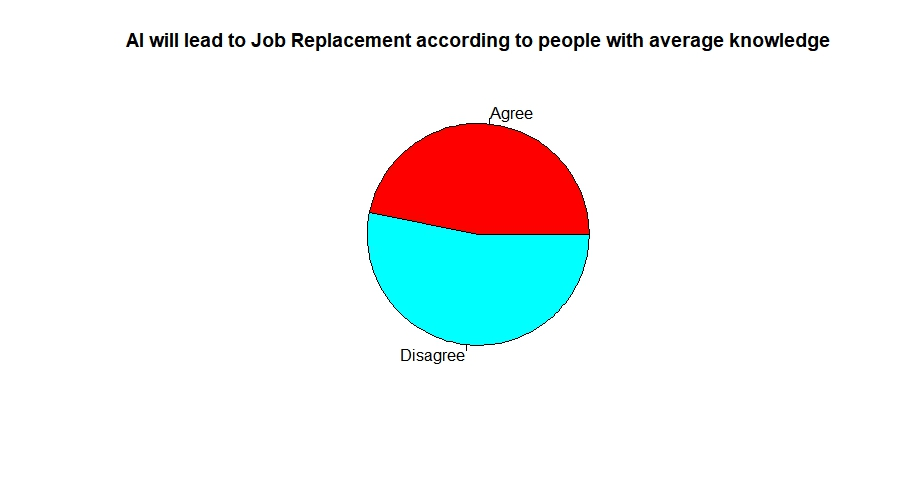 AI will lead to Job Replacement according to people with average knowledge
Agree
Disagree